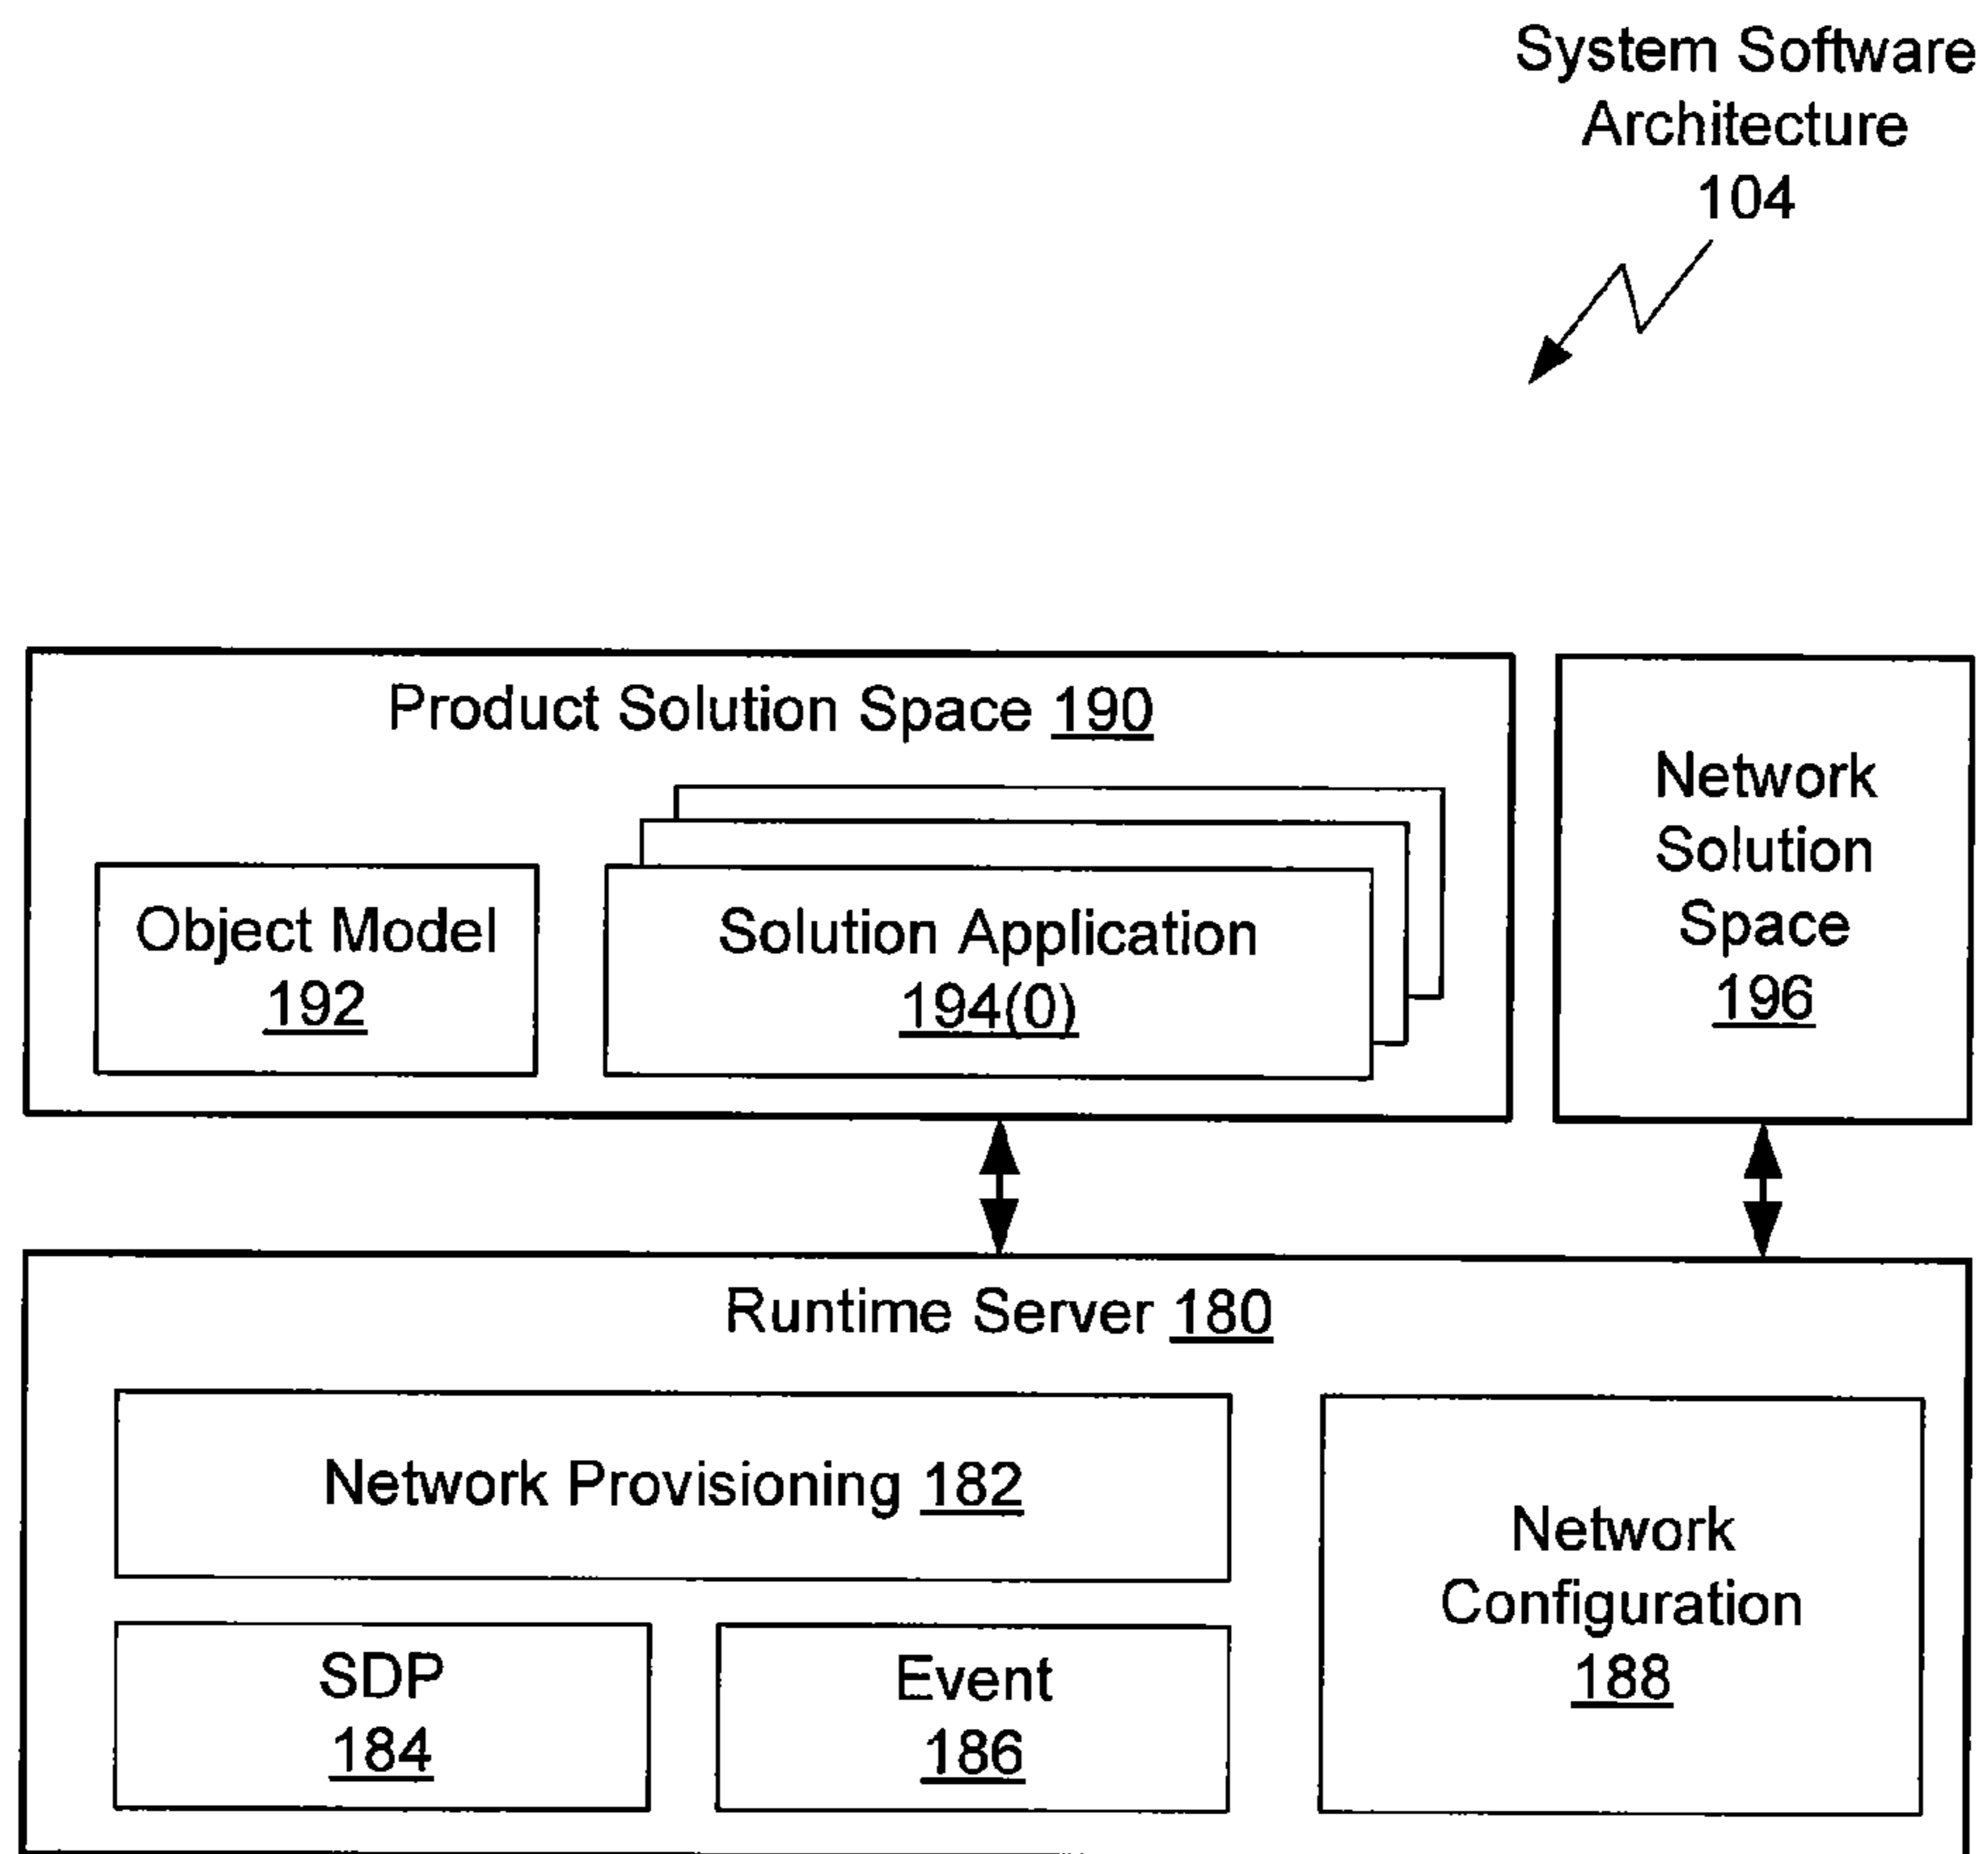 System Software
Architecture
104
Product Solution Space 190
Object Model
192
Solution Application
194(0)
Network
Solution
Space
196
Runtime Server 180
Network Provisioning 182
SDP
184
Event
186
Network
Configuration
188